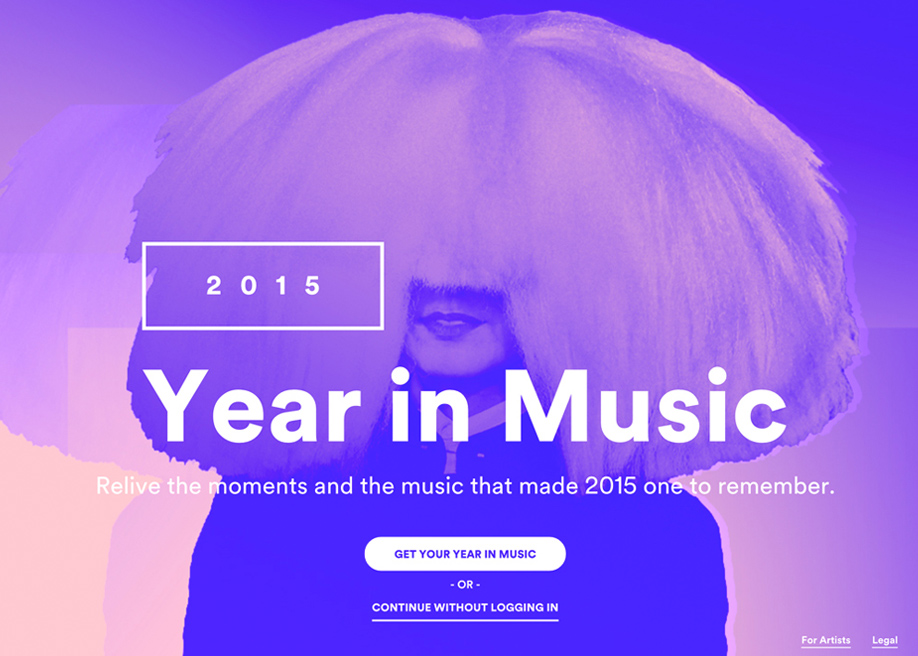 2015
Year in Music
Relive the moments and the music that made 2015 one to remember.
GET YOUR YEAR IN MUSIC
- OR -
CONTINUE WITHOUT LOGGING IN
For Artists Legal